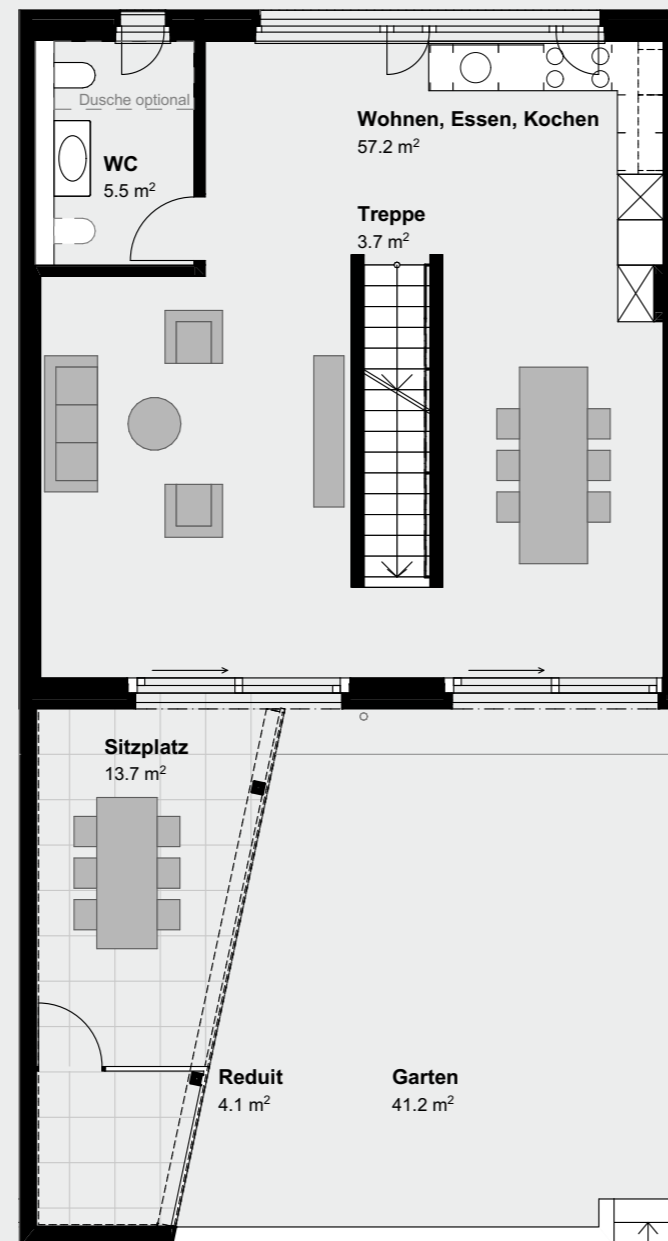 Dusche optional
Wohnen, Essen, Kochen
57.2 m²
WC
5.5 m²
Treppe
3.7 m²
Sitzplatz
13.7 m²
Reduit
4.1 m²
Garten
41.2 m²